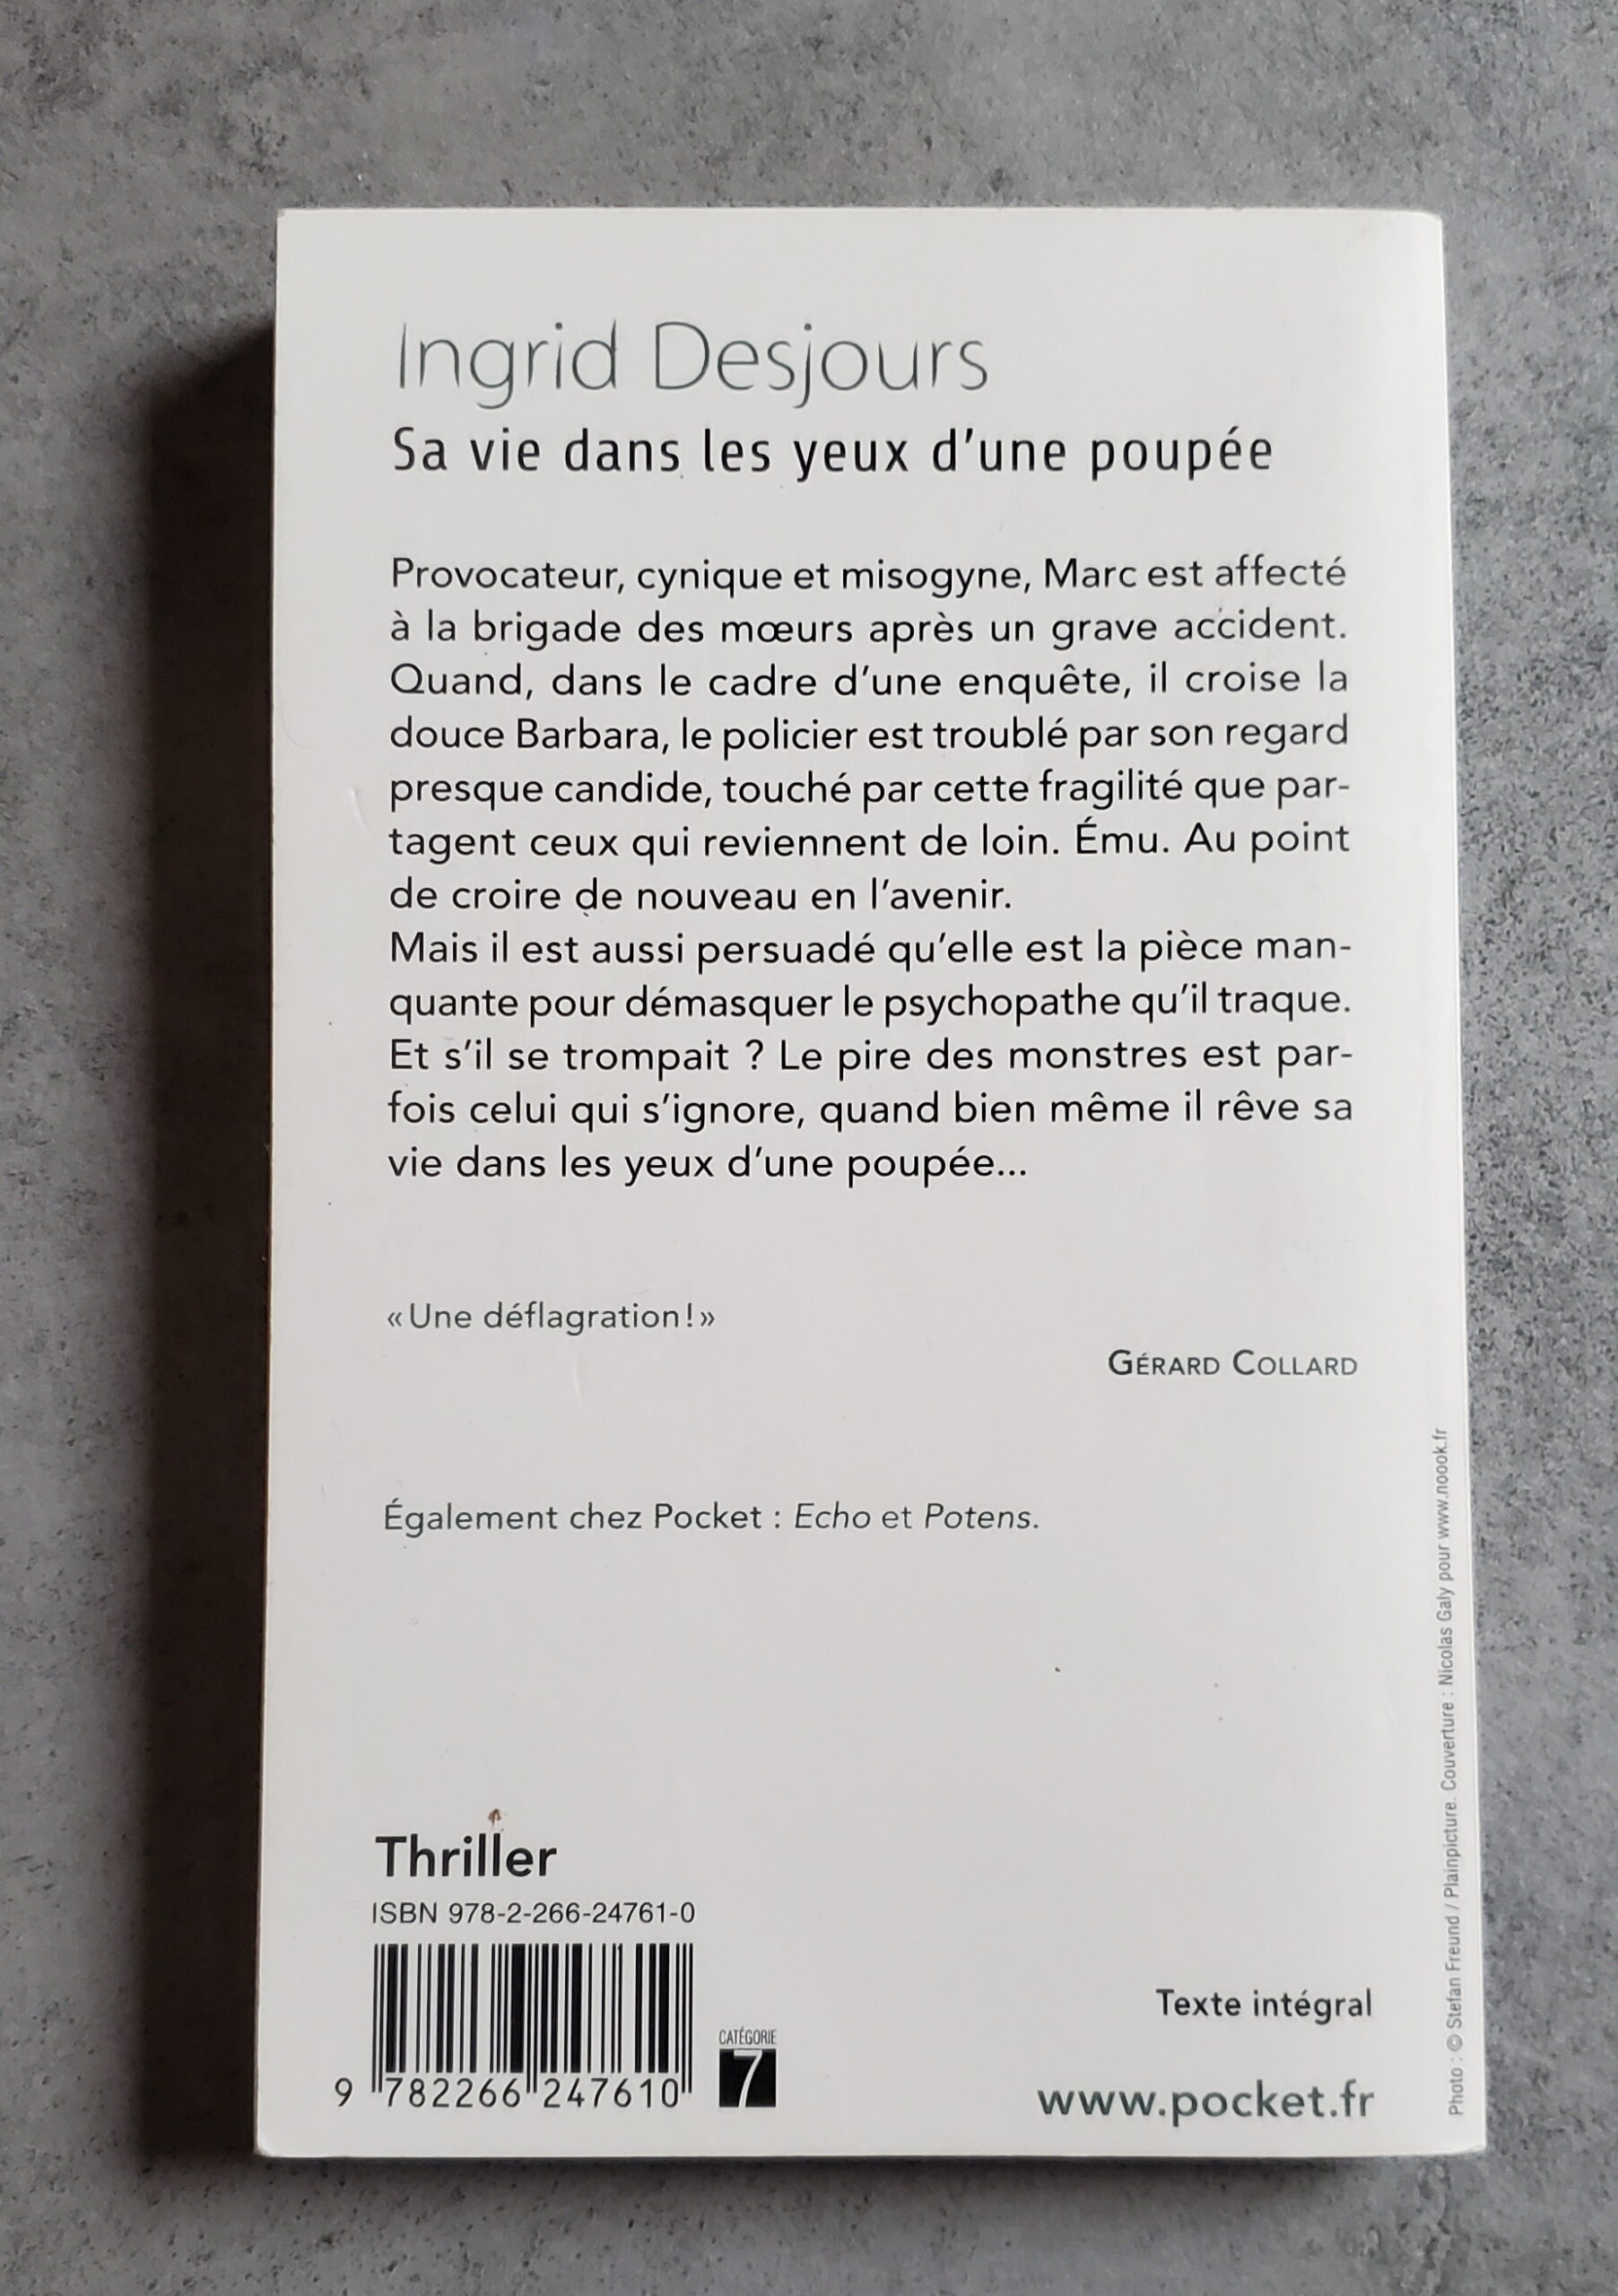 Ingrid Desjours
Sa vie dans les yeux d'une poupée
Provocateur, cynique et misogyne, Marc est affecté
à la brigade des mœurs après un grave accident.
Quand, dans le cadre d'une enquête, il croise la
douce Barbara, le policier est troublé par son regard
presque candide, touché par cette fragilité que par-
tagent ceux qui reviennent de loin. Ému. Au point
de croire de nouveau en l'avenir.
Mais il est aussi persuadé qu'elle est la pièce man-
quante pour démasquer le psychopathe qu'il traque.
Et s'il se trompait ? Le pire des monstres est par-
fois celui qui s'ignore, quand bien même il rêve sa
vie dans les yeux d'une poupée...
« Une déflagration ! »
GÉRARD COLLARD
Également chez Pocket : Echo et Potens.
Thriller
ISBN 978-2-266-24761-0
9 782266 247610
CATÉGORIE
7
Texte intégral
www.pocket.fr
Photo : © Stefan Freund / Plainpicture. Couverture : Nicolas Galy pour www.noook.fr